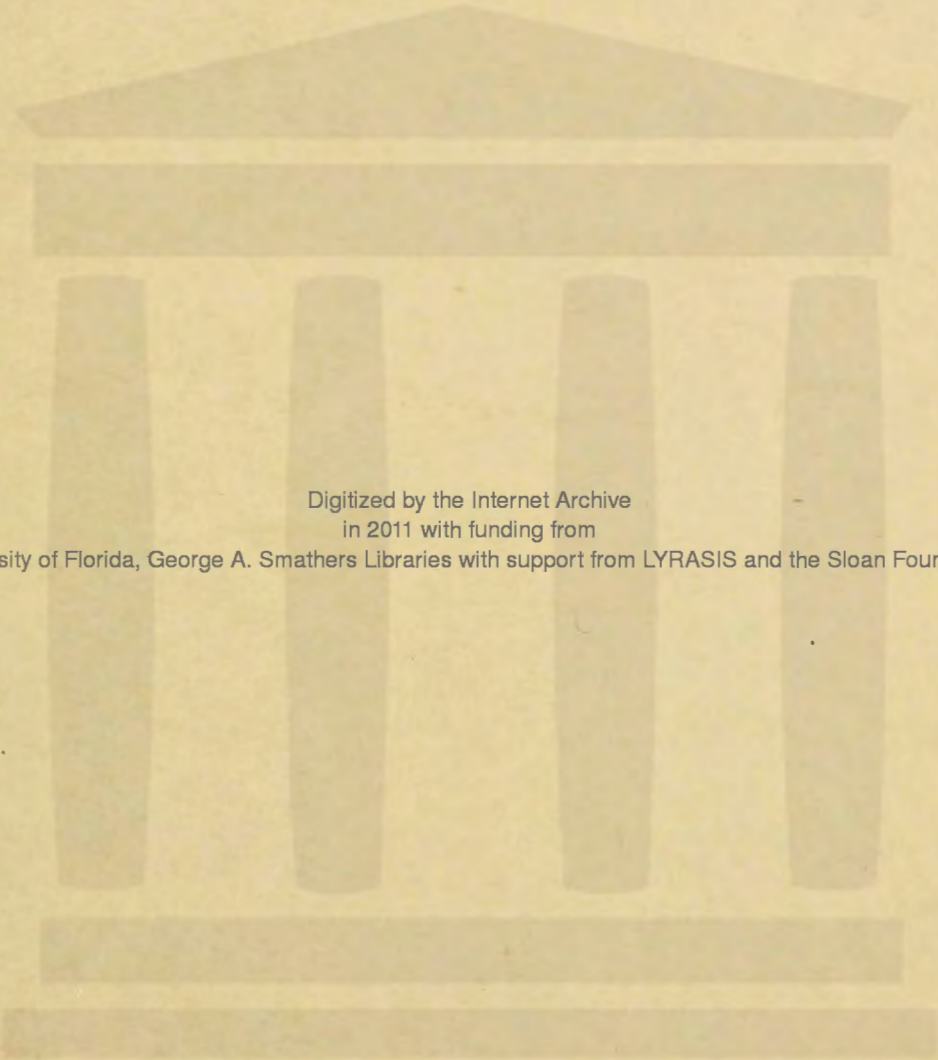 Digitized by the Internet Archive
in 2011 with funding from
sity of Florida, George A. Smathers Libraries with support from LYRASIS and the Sloan Four